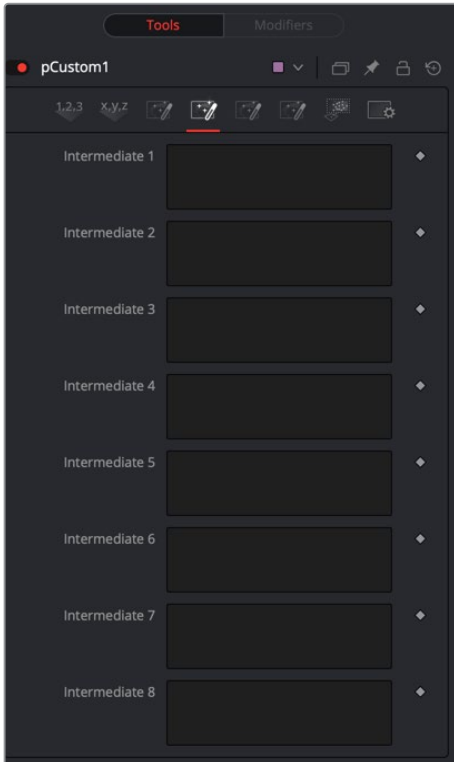 Tools Modifiers
pCustom1
1,2,3 x,y,z
Intermediate 1
Intermediate 2
Intermediate 3
Intermediate 4
Intermediate 5
Intermediate 6
Intermediate 7
Intermediate 8